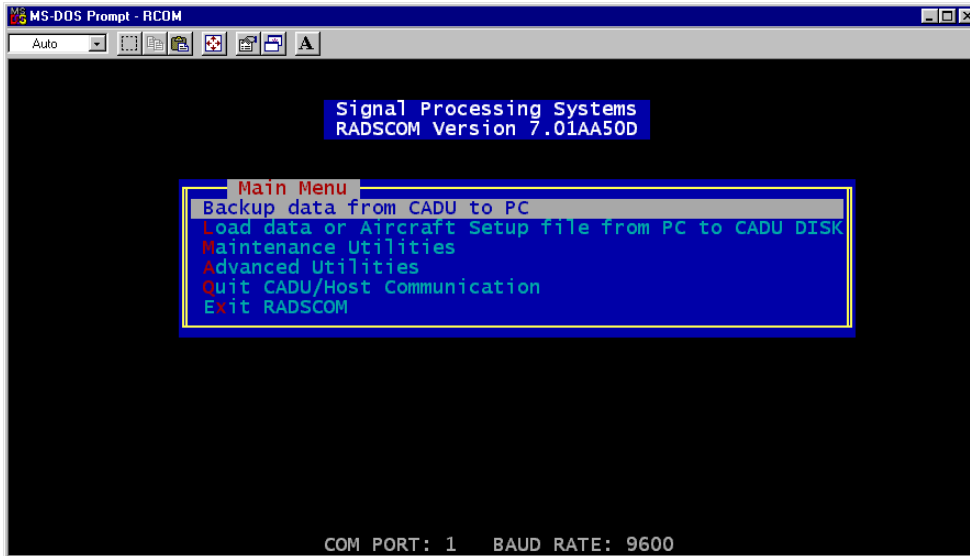 MS-DOS Prompt - RCOM
Auto
A
Signal Processing Systems
RADSCOM Version 7.01AA50D
Main Menu
Backup data from CADU to PC
Load data or Aircraft Setup file from PC to CADU DISK
Maintenance Utilities
Advanced Utilities
Quit CADU/Host Communication
Exit RADSCOM
COM PORT: 1 BAUD RATE: 9600